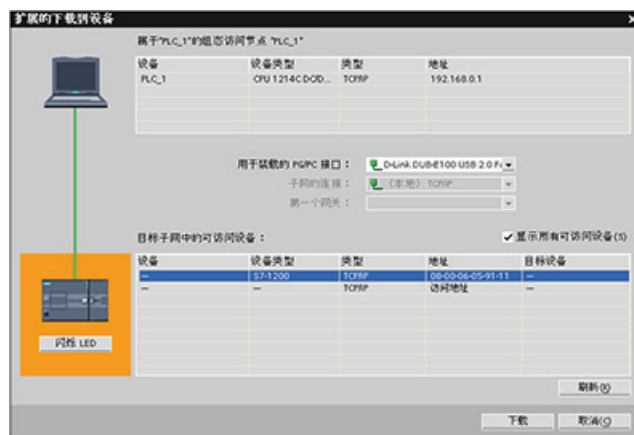 扩展的下载到设备
属于"PLC_1"的组态访问节点 "PLC_1"
设备 设备类型 类型 地址
PLC_1 CPU 1214C DC/D... TCP/IP 192.168.0.1
用于装载的 PG/PC 接口：
D-Link DUB-E100 USB 2.0 Fa
子网的连接：
（本地） TCP/IP
第一个网关：
目标子网中的可访问设备：
显示所有可访问设备(S)
设备 设备类型 类型 地址 目标设备
— S7-1200 TCP/IP 08-00-06-05-91-11 —
— — TCP/IP 访问地址 —
闪烁 LED
刷新(R)
下载 取消(C)